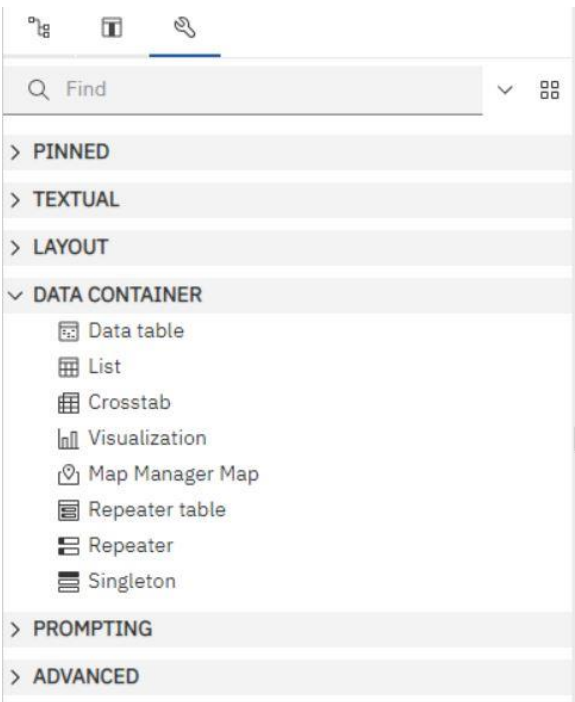 Find
PINNED
TEXTUAL
LAYOUT
DATA CONTAINER
Data table
List
Crosstab
Visualization
Map Manager Map
Repeater table
Repeater
Singleton
PROMPTING
ADVANCED